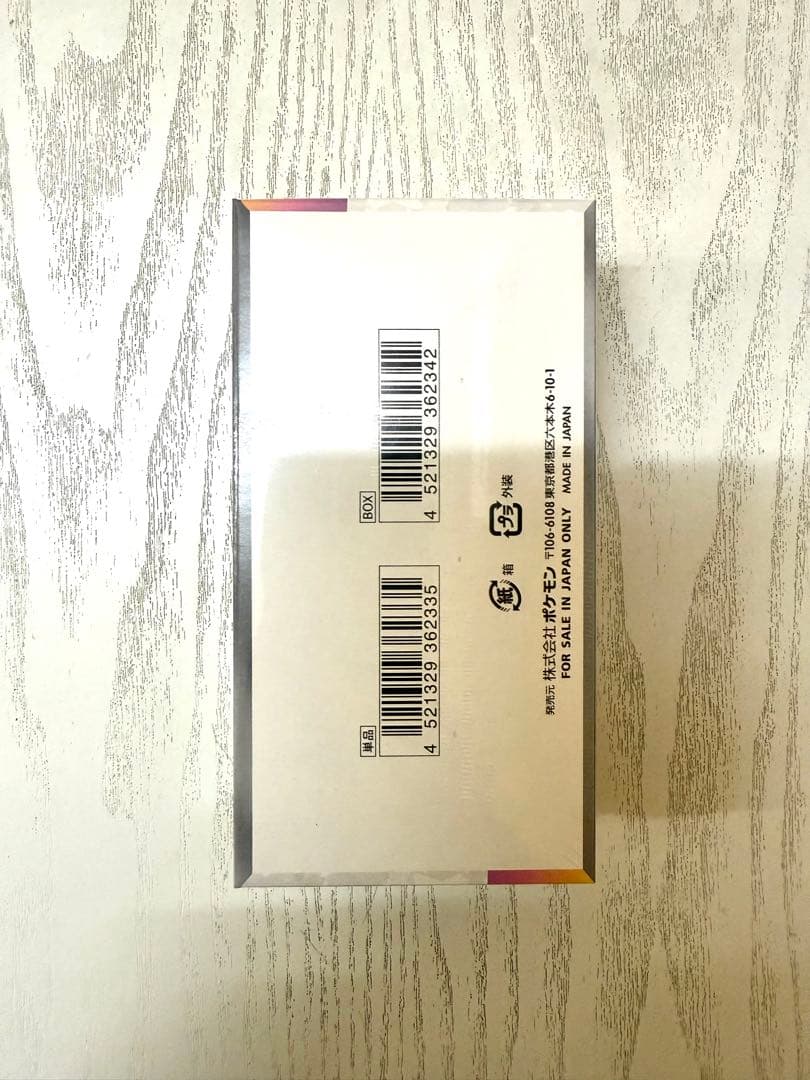 単品
4 521329 362335
BOX
4 521329 362342
紙 箱
プラ 外装
発売元 株式会社ポケモン 〒106-6108 東京都港区六本木6-10-1
FOR SALE IN JAPAN ONLY MADE IN JAPAN